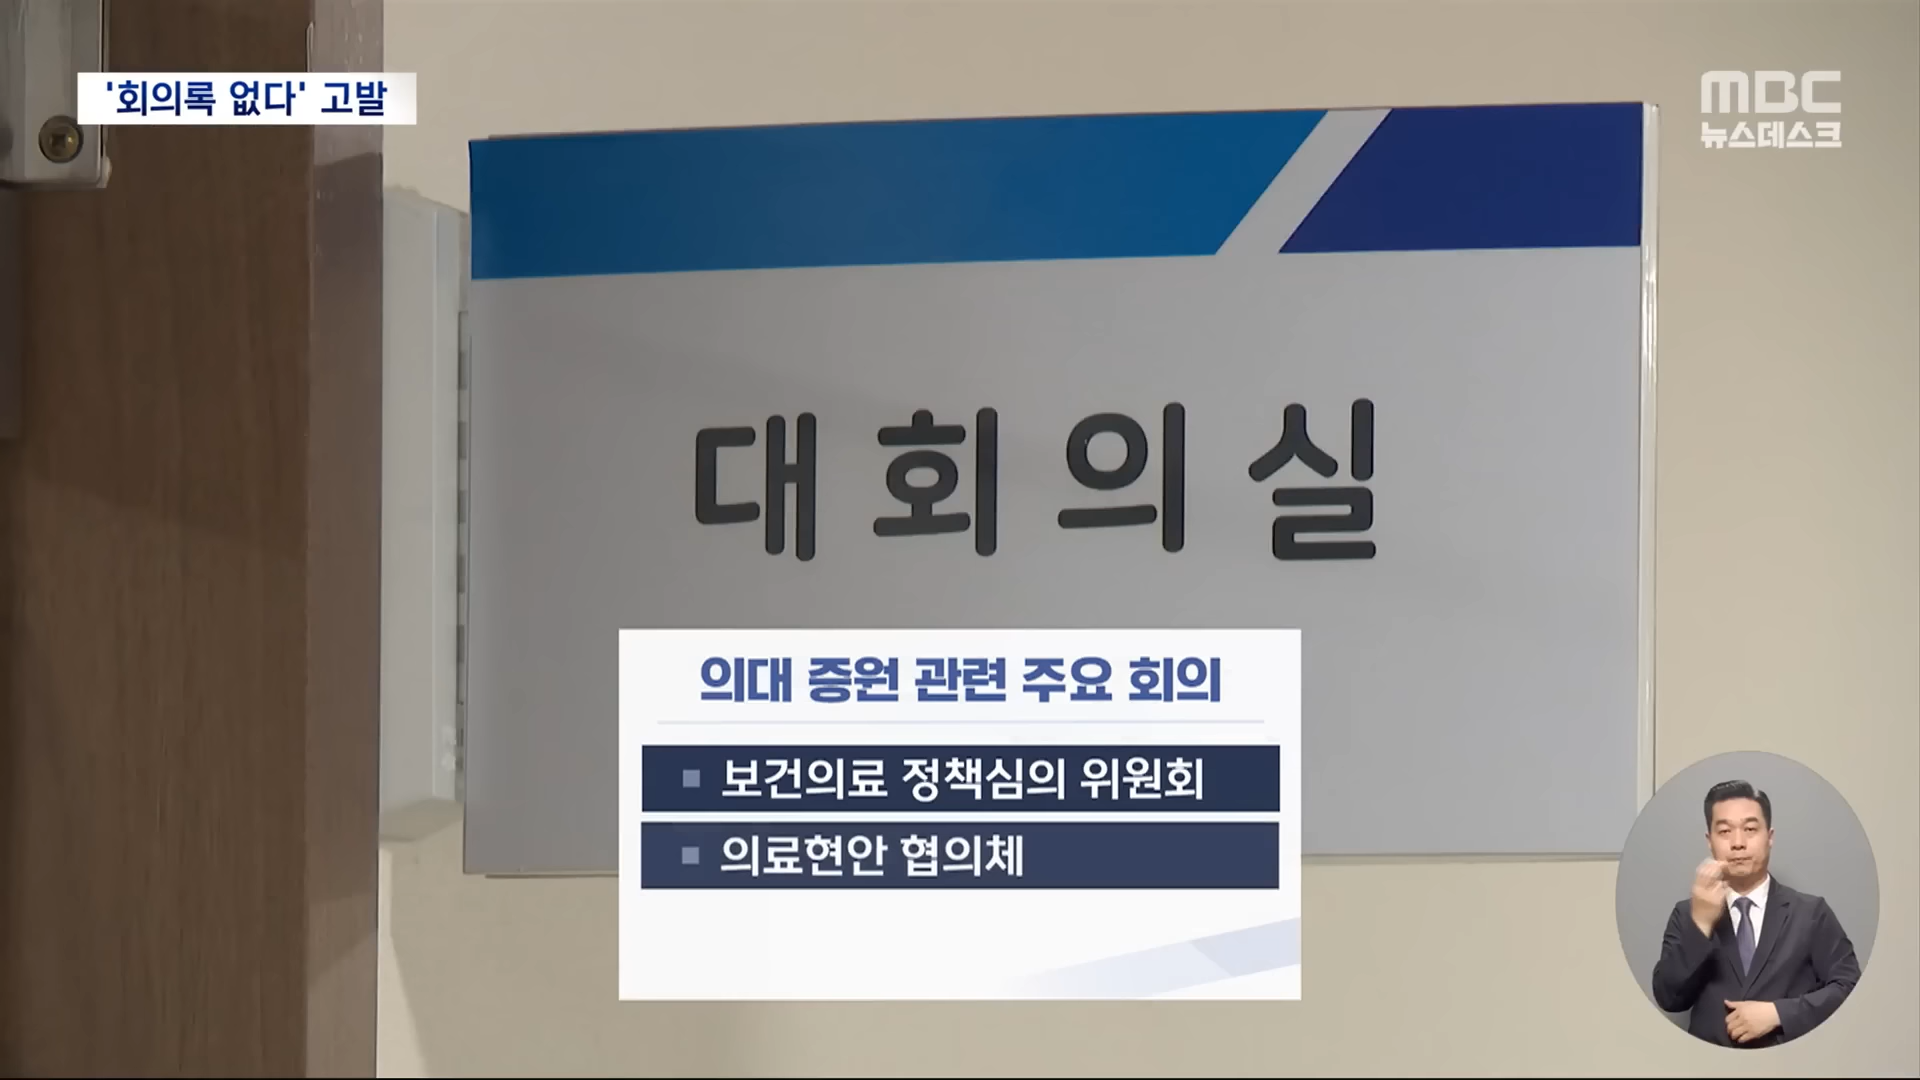 '회의록 없다' 고발
MBC
뉴스데스크
대회의실
의대 증원 관련 주요 회의
보건의료 정책심의 위원회
의료현안 협의체